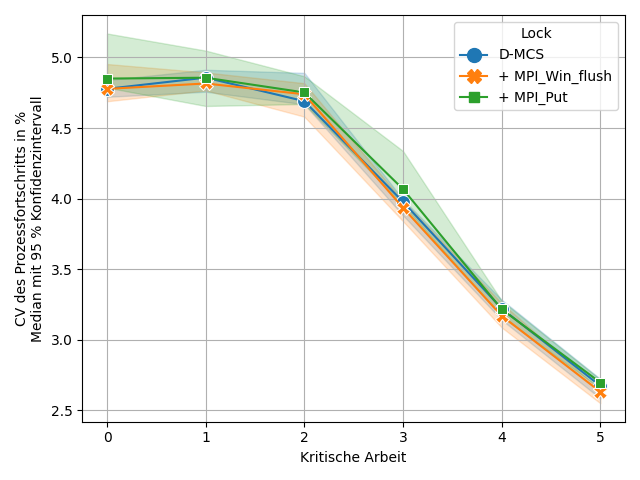 CV des Prozessfortschritts in %
Median mit 95 % Konfidenzintervall
5.0
4.5
4.0
3.5
3.0
2.5
Lock
D-MCS
+ MPI_Win_flush
+ MPI_Put
0 1 2 3 4 5
Kritische Arbeit